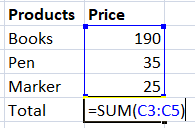 Products Price
Books 190
Pen 35
Marker 25
Total =SUM(C3:C5)